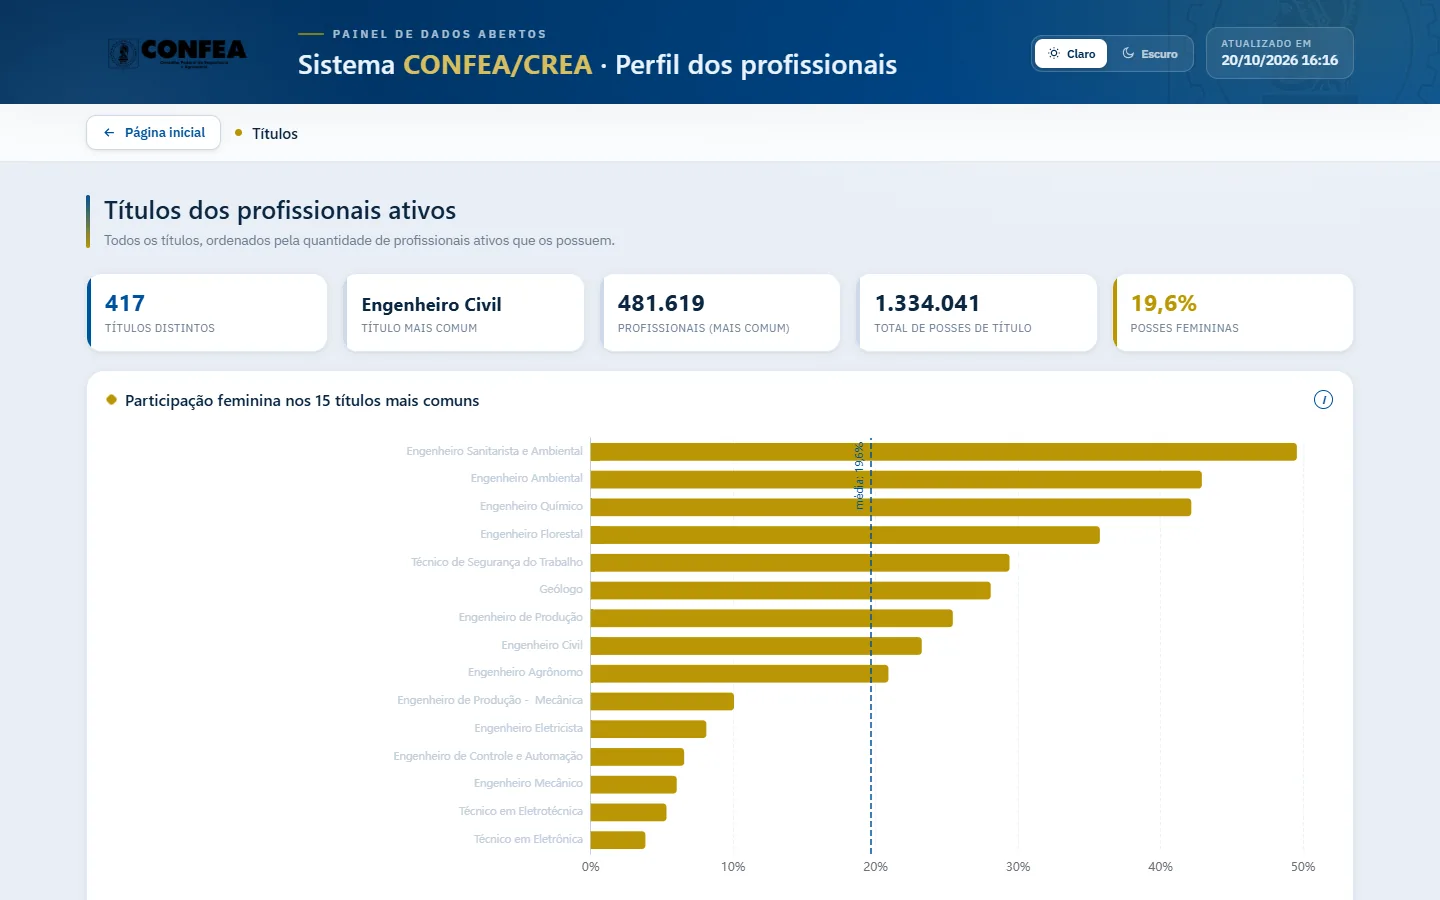 CONFEA
PAINEL DE DADOS ABERTOS
Sistema CONFEA/CREA · Perfil dos profissionais
Claro
Escuro
ATUALIZADO EM
20/10/2026 16:16
← Página inicial
Títulos
Títulos dos profissionais ativos
Todos os títulos, ordenados pela quantidade de profissionais ativos que os possuem.
417
TÍTULOS DISTINTOS
Engenheiro Civil
TÍTULO MAIS COMUM
481.619
PROFISSIONAIS (MAIS COMUM)
1.334.041
TOTAL DE POSSES DE TÍTULO
19,6%
POSSES FEMININAS
Participação feminina nos 15 títulos mais comuns
i
média: 19,6%
Engenheiro Sanitarista e Ambiental
Engenheiro Ambiental
Engenheiro Químico
Engenheiro Florestal
Técnico de Segurança do Trabalho
Geólogo
Engenheiro de Produção
Engenheiro Civil
Engenheiro Agrônomo
Engenheiro de Produção - Mecânica
Engenheiro Eletricista
Engenheiro de Controle e Automação
Engenheiro Mecânico
Técnico em Eletrotécnica
Técnico em Eletrônica
0%
10%
20%
30%
40%
50%